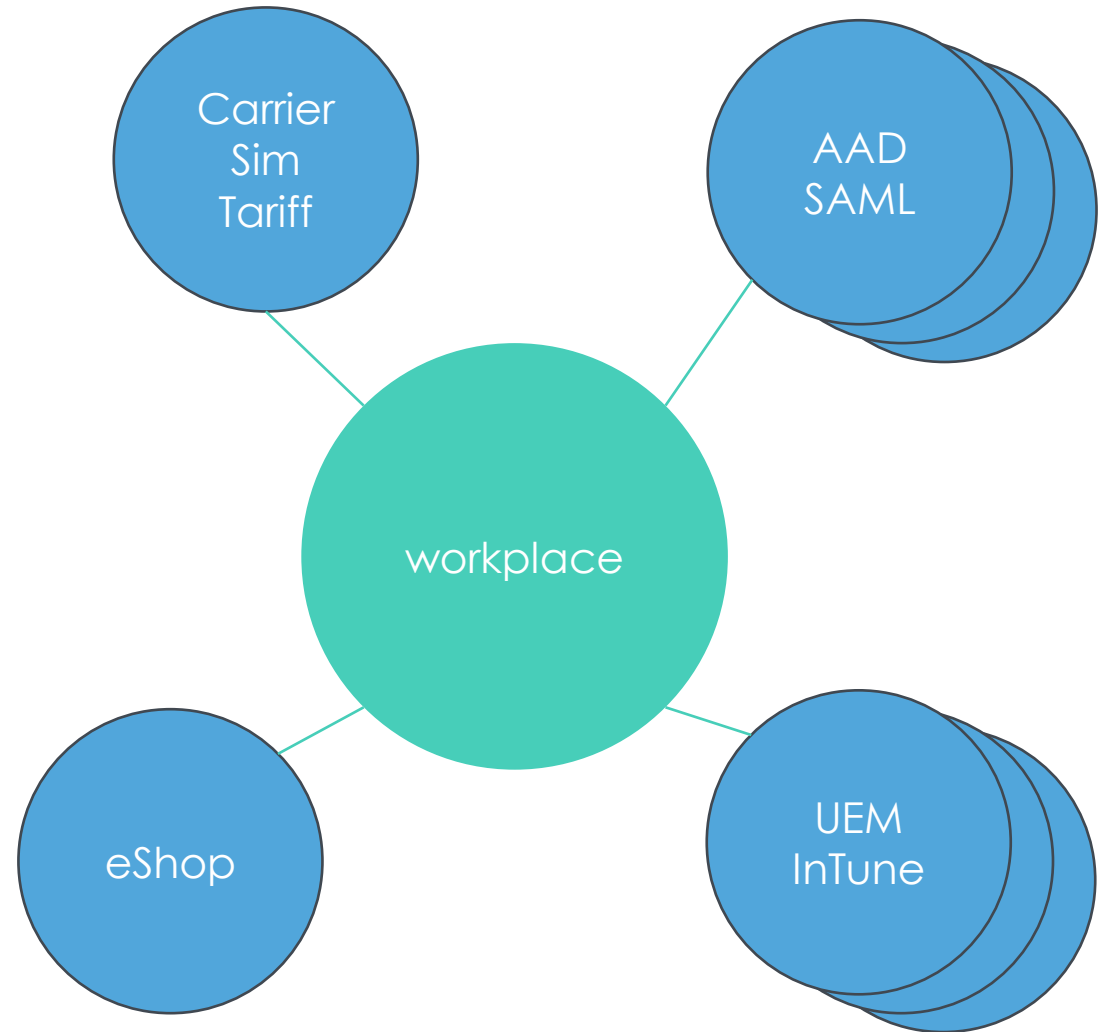 Carrier
Sim
Tariff
AAD
SAML
workplace
eShop
UEM
InTune